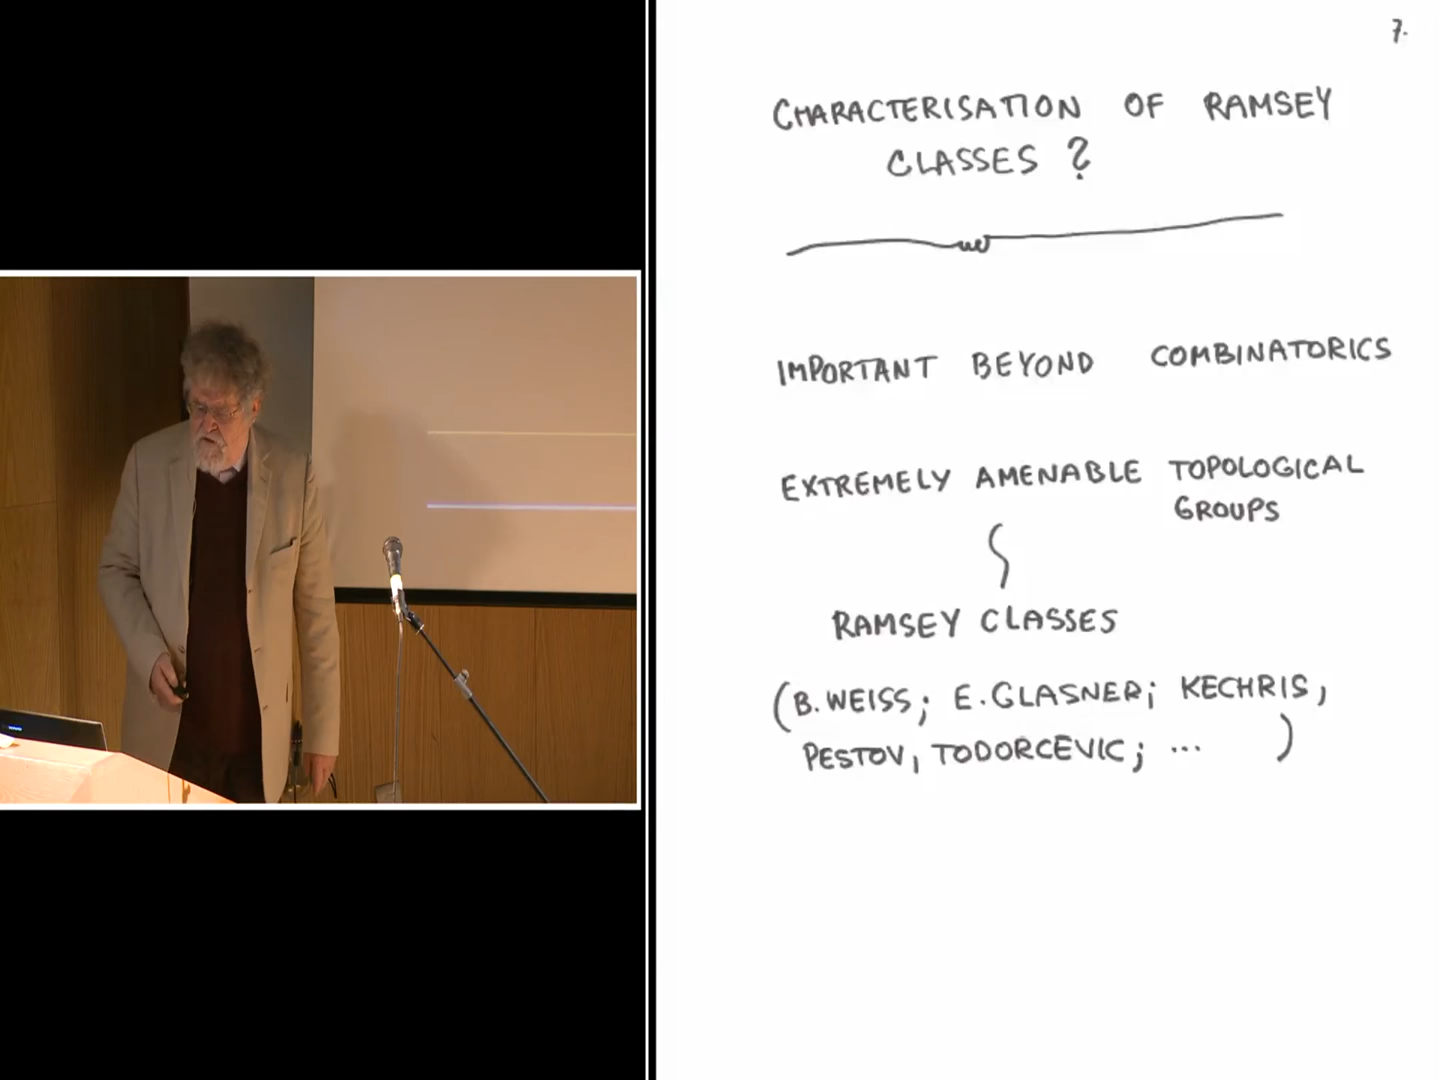 7.
CHARACTERISATION OF RAMSEY
CLASSES ?
IMPORTANT BEYOND COMBINATORICS
EXTREMELY AMENABLE TOPOLOGICAL
GROUPS
RAMSEY CLASSES
(B. WEISS; E. GLASNER; KECHRIS,
PESTOV, TODORCEVIC; ... )